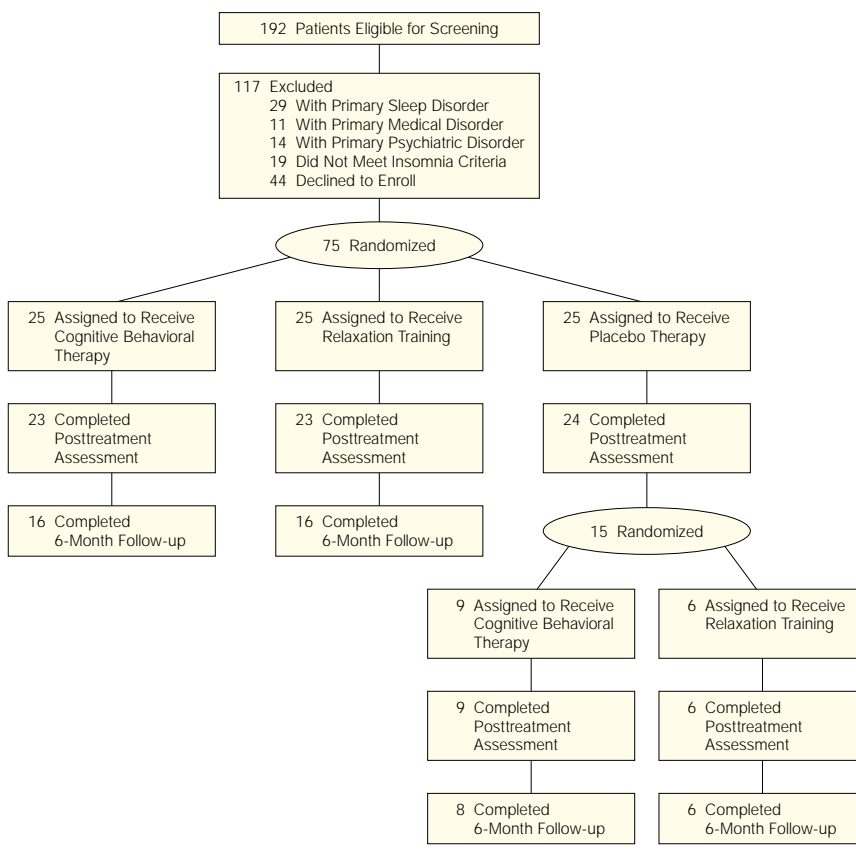 192 Patients Eligible for Screening
117 Excluded
29 With Primary Sleep Disorder
11 With Primary Medical Disorder
14 With Primary Psychiatric Disorder
19 Did Not Meet Insomnia Criteria
44 Declined to Enroll
75 Randomized
25 Assigned to Receive
Cognitive Behavioral
Therapy
25 Assigned to Receive
Relaxation Training
25 Assigned to Receive
Placebo Therapy
23 Completed
Posttreatment
Assessment
23 Completed
Posttreatment
Assessment
24 Completed
Posttreatment
Assessment
16 Completed
6-Month Follow-up
16 Completed
6-Month Follow-up
15 Randomized
9 Assigned to Receive
Cognitive Behavioral
Therapy
6 Assigned to Receive
Relaxation Training
9 Completed
Posttreatment
Assessment
6 Completed
Posttreatment
Assessment
8 Completed
6-Month Follow-up
6 Completed
6-Month Follow-up